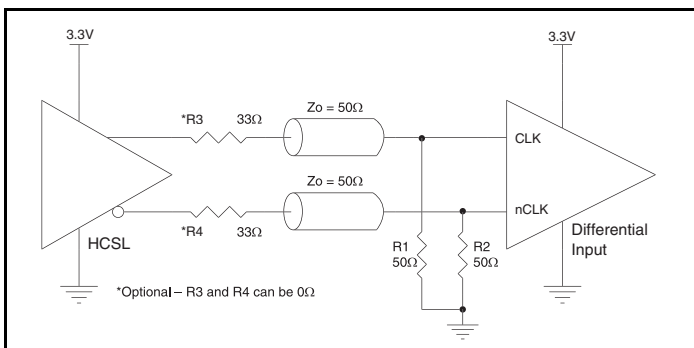 3.3V
3.3V
*R3 33Ω
Zo = 50Ω
CLK
Zo = 50Ω
nCLK
HCSL
*R4 33Ω
R1
50Ω
R2
50Ω
Differential
Input
*Optional – R3 and R4 can be 0Ω